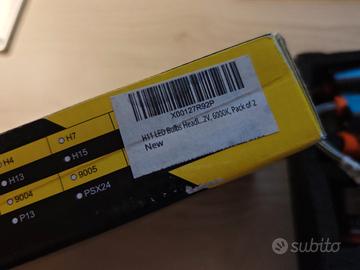 X00127R92P
H11 LED Bulbs Headl...2V, 6000K, Pack of 2
New
H4
H7
H13
H15
9004
9005
P13
PSX24
subito